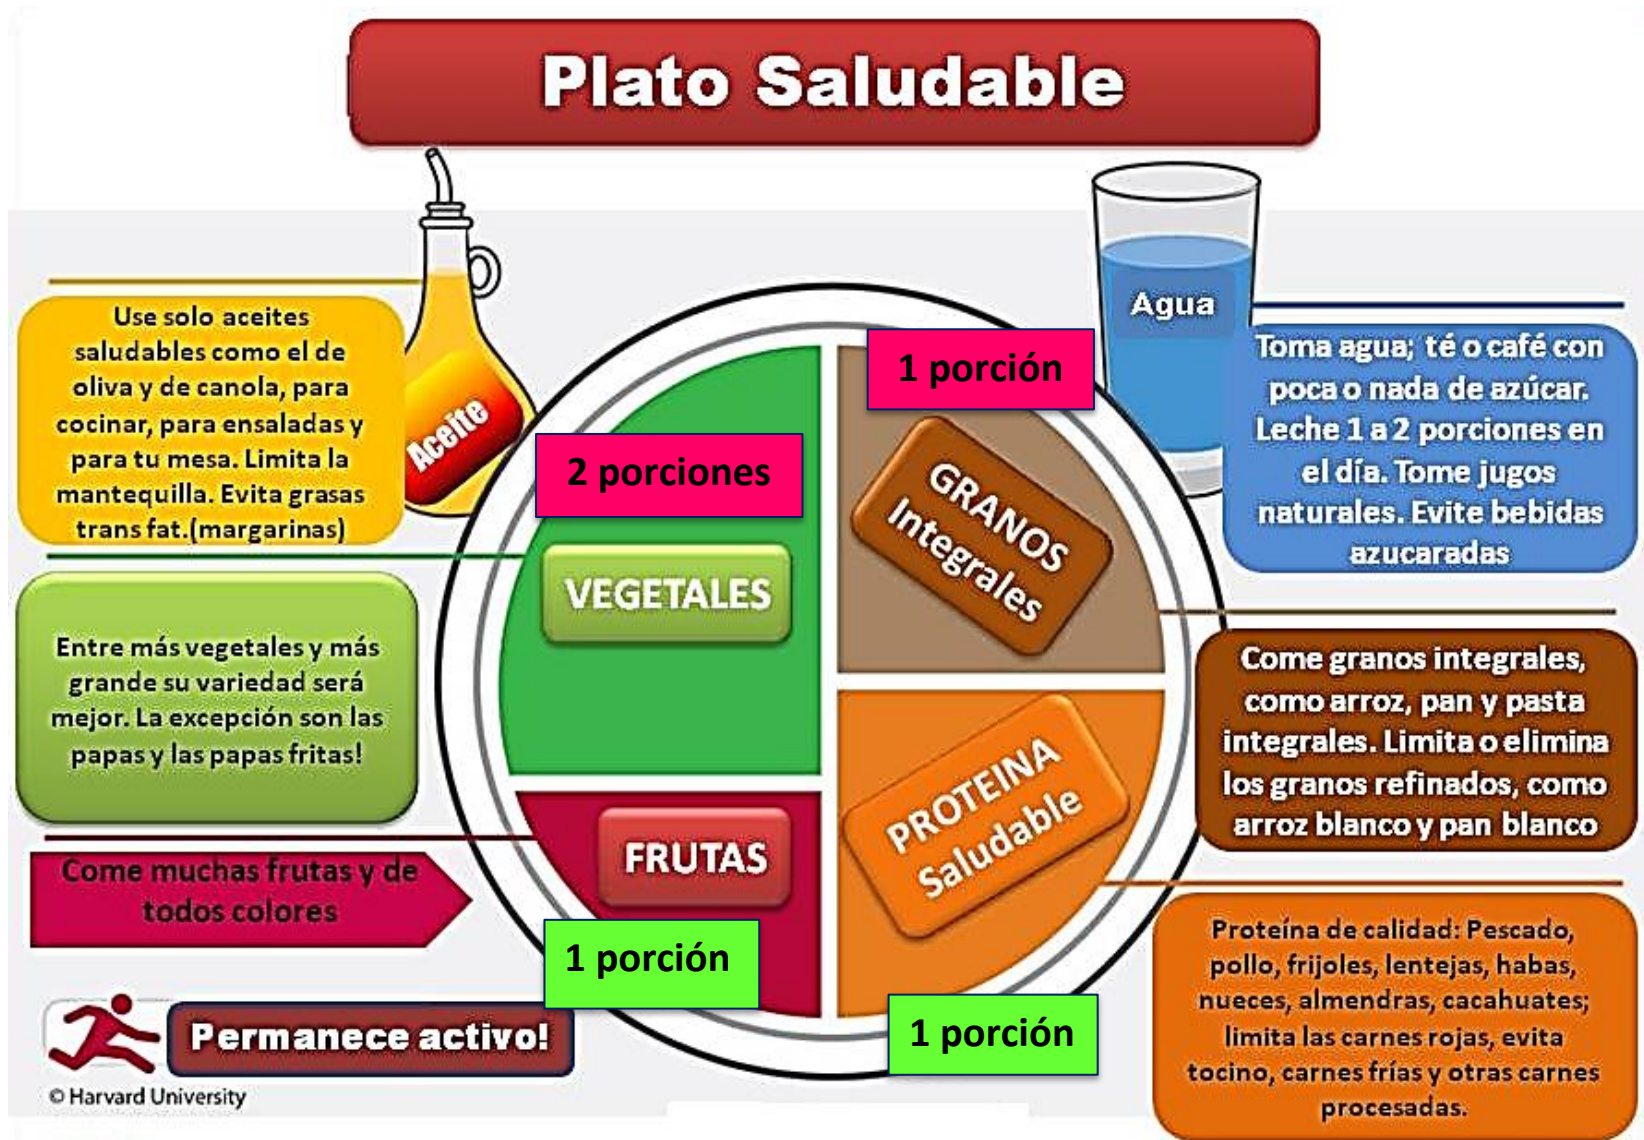 Plato Saludable
Use solo aceites
saludables como el de
oliva y de canola, para
cocinar, para ensaladas y
para tu mesa. Limita la
mantequilla. Evita grasas
trans fat.(margarinas)
Aceite
Agua
Toma agua; té o café con
poca o nada de azúcar.
Leche 1 a 2 porciones en
el día. Tome jugos
naturales. Evite bebidas
azucaradas
1 porción
2 porciones
GRANOS
Integrales
VEGETALES
Entre más vegetales y más
grande su variedad será
mejor. La excepción son las
papas y las papas fritas!
Come granos integrales,
como arroz, pan y pasta
integrales. Limita o elimina
los granos refinados, como
arroz blanco y pan blanco
PROTEINA
Saludable
FRUTAS
Come muchas frutas y de
todos colores
1 porción
1 porción
Proteína de calidad: Pescado,
pollo, frijoles, lentejas, habas,
nueces, almendras, cacahuates;
limita las carnes rojas, evita
tocino, carnes frías y otras carnes
procesadas.
Permanece activo!
© Harvard University